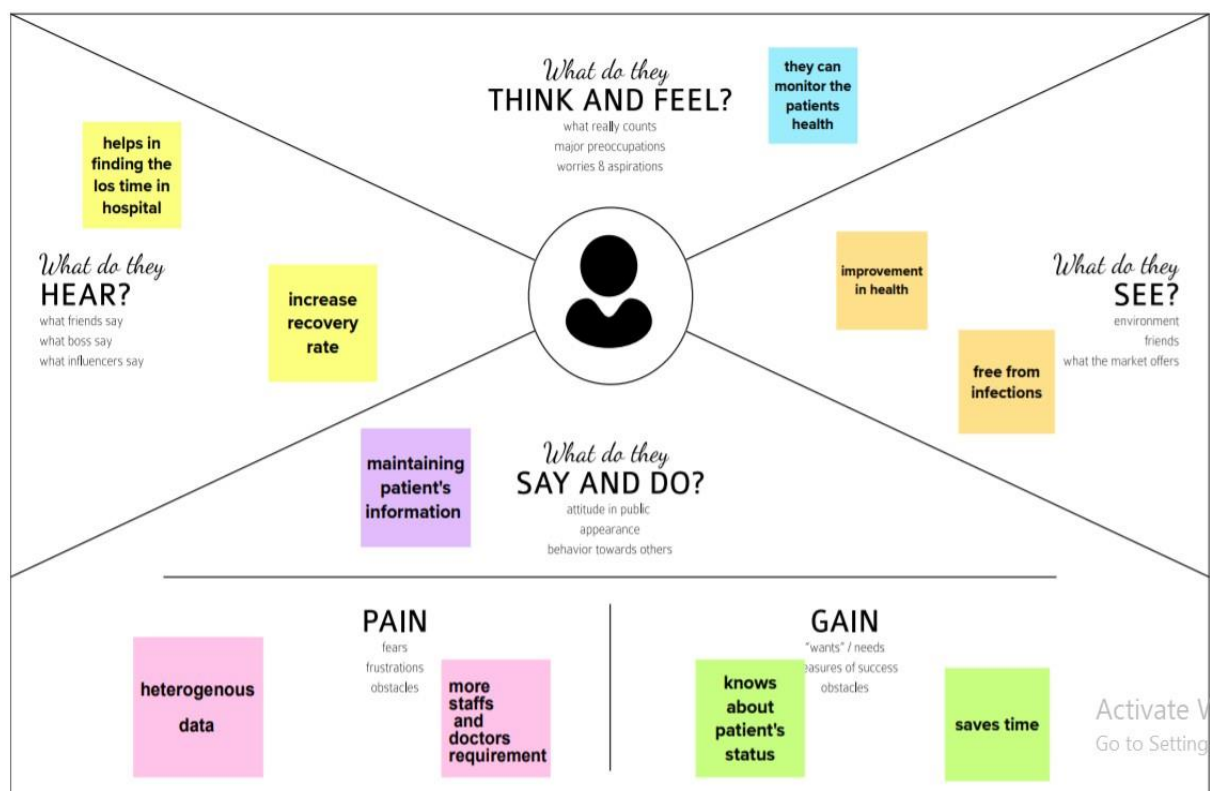 What do they
THINK AND FEEL?
what really counts
major preoccupations
worries & aspirations
they can
monitor the
patients
health
helps in
finding the
los time in
hospital
What do they
HEAR?
what friends say
what boss say
what influencers say
increase
recovery
rate
improvement
in health
What do they
SEE?
environment
friends
what the market offers
free from
infections
maintaining
patient's
information
What do they
SAY AND DO?
attitude in public
appearance
behavior towards others
PAIN
fears
frustrations
obstacles
heterogenous
data
more
staffs
and
doctors
requirement
GAIN
"wants" / needs
easures of success
obstacles
knows
about
patient's
status
saves time
Activate
Go to Setting